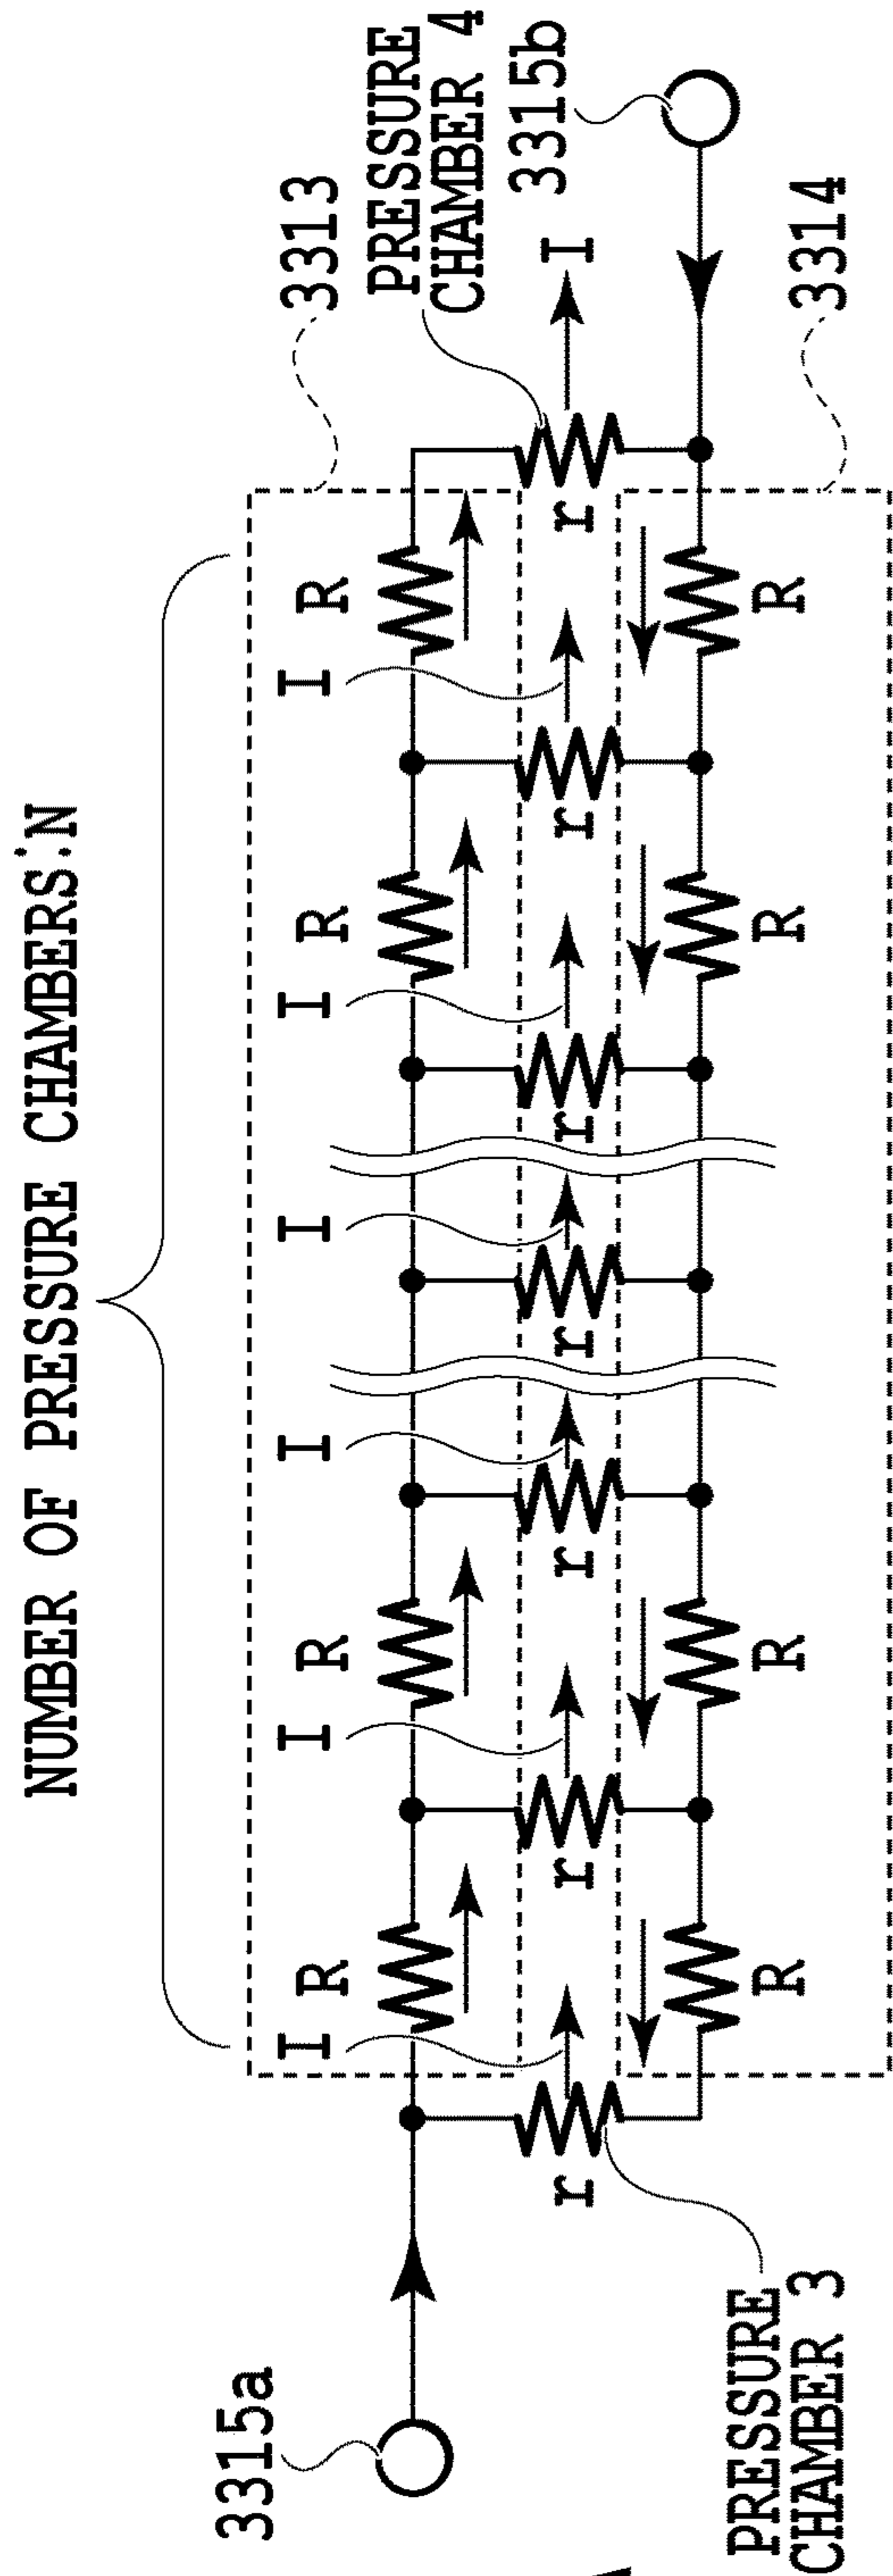 NUMBER OF PRESSURE CHAMBERS:N
3315a
I R I R I I I R I R
3313
PRESSURE
CHAMBER 4
3315b
r r r r r r r I
R R R R
3314
PRESSURE
CHAMBER 3